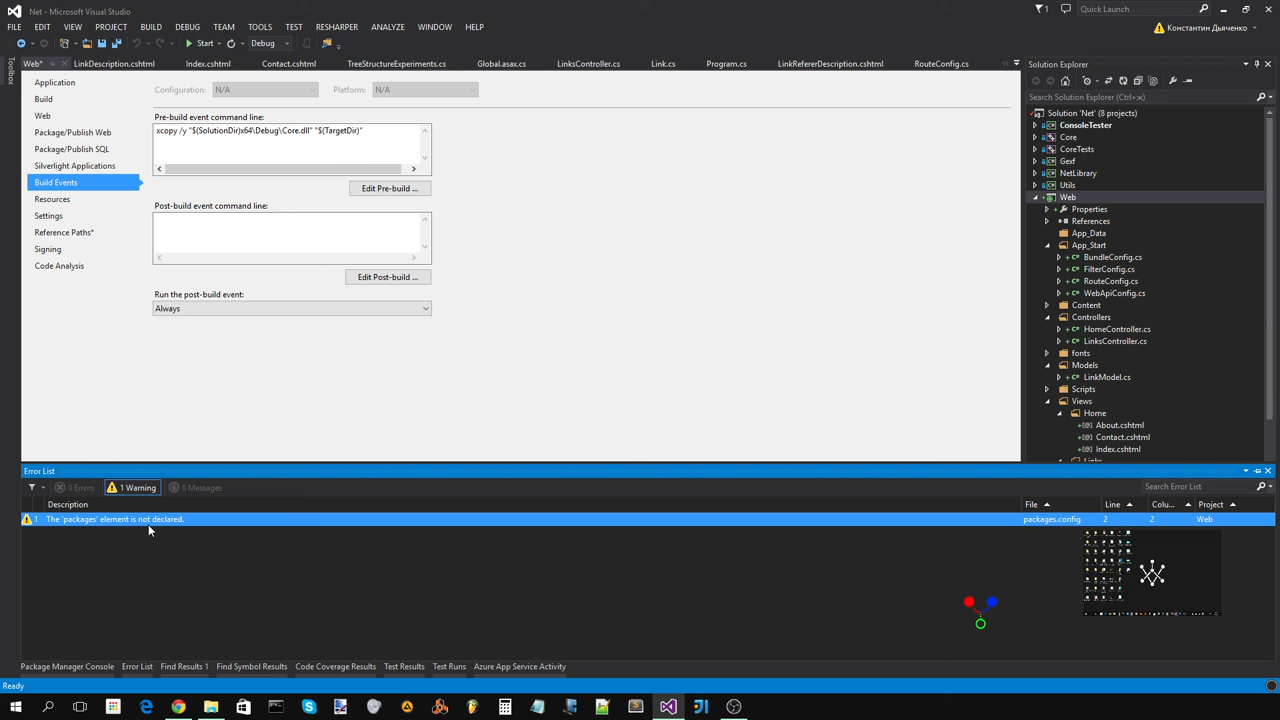 Net - Microsoft Visual Studio
1
Quick Launch
FILE EDIT VIEW PROJECT BUILD DEBUG TEAM TOOLS TEST RESHARPER ANALYZE WINDOW HELP
Константин Дьяченко
Start Debug
Toolbox
Web* LinkDescription.cshtml Index.cshtml Contact.cshtml TreeStructureExperiments.cs Global.asax.cs LinksController.cs Link.cs Program.cs LinkRefererDescription.cshtml RouteConfig.cs
Application
Build
Web
Package/Publish Web
Package/Publish SQL
Silverlight Applications
Build Events
Resources
Settings
Reference Paths*
Signing
Code Analysis
Configuration: N/A Platform: N/A
Pre-build event command line:
xcopy /y "$(SolutionDir)x64\Debug\Core.dll" "$(TargetDir)"
Edit Pre-build ...
Post-build event command line:
Edit Post-build ...
Run the post-build event:
Always
Solution Explorer
Search Solution Explorer (Ctrl+ж)
Solution 'Net' (8 projects)
ConsoleTester
Core
CoreTests
Gexf
NetLibrary
Utils
Web
Properties
References
App_Data
App_Start
BundleConfig.cs
FilterConfig.cs
RouteConfig.cs
WebApiConfig.cs
Content
Controllers
HomeController.cs
LinksController.cs
fonts
Models
LinkModel.cs
Scripts
Views
Home
About.cshtml
Contact.cshtml
Index.cshtml
Links
Error List
0 Errors 1 Warning 0 Messages
Search Error List
Description File Line Colu... Project
1 The 'packages' element is not declared. packages.config 2 2 Web
Package Manager Console Error List Find Results 1 Find Symbol Results Code Coverage Results Test Results Test Runs Azure App Service Activity
Ready